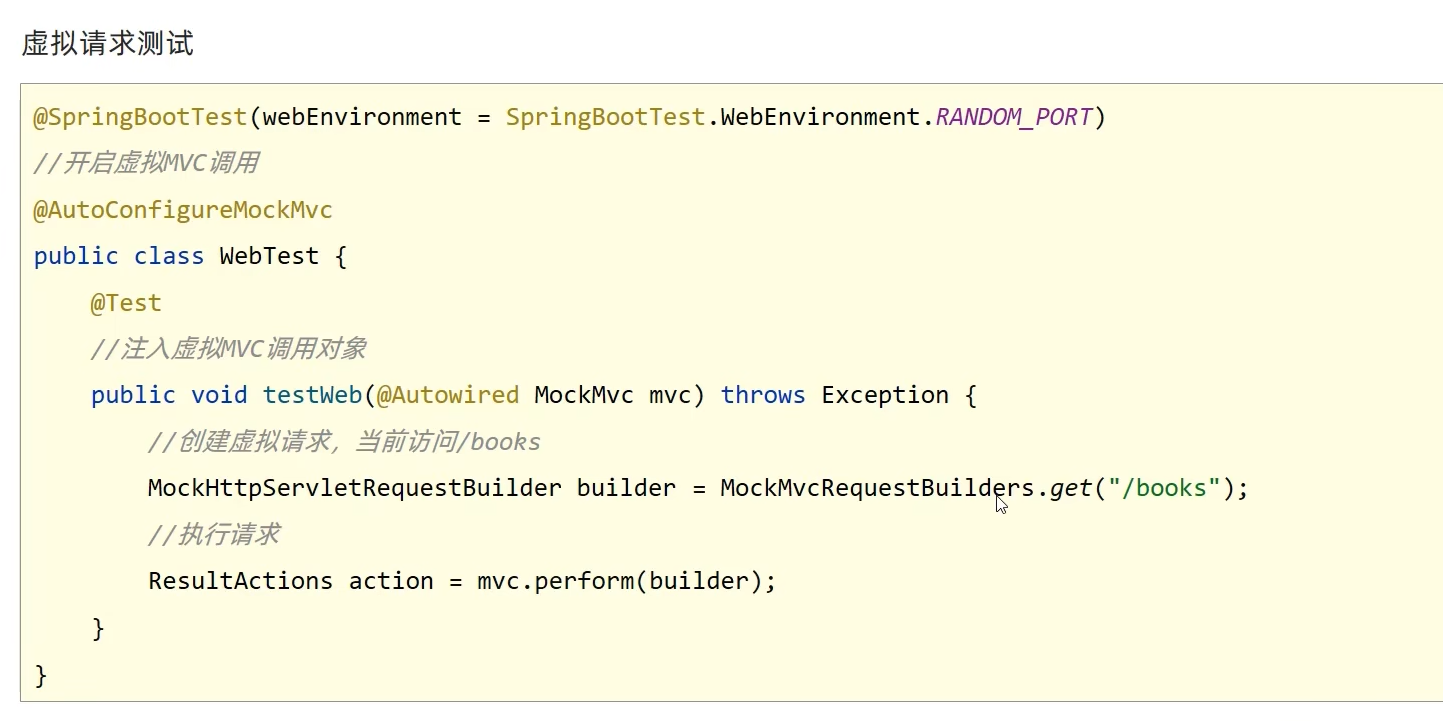 虚拟请求测试
@SpringBootTest(webEnvironment = SpringBootTest.WebEnvironment.RANDOM_PORT)
//开启虚拟MVC调用
@AutoConfigureMockMvc
public class WebTest {
    @Test
    //注入虚拟MVC调用对象
    public void testWeb(@Autowired MockMvc mvc) throws Exception {
        //创建虚拟请求，当前访问/books
        MockHttpServletRequestBuilder builder = MockMvcRequestBuilders.get("/books");
        //执行请求
        ResultActions action = mvc.perform(builder);
    }
}